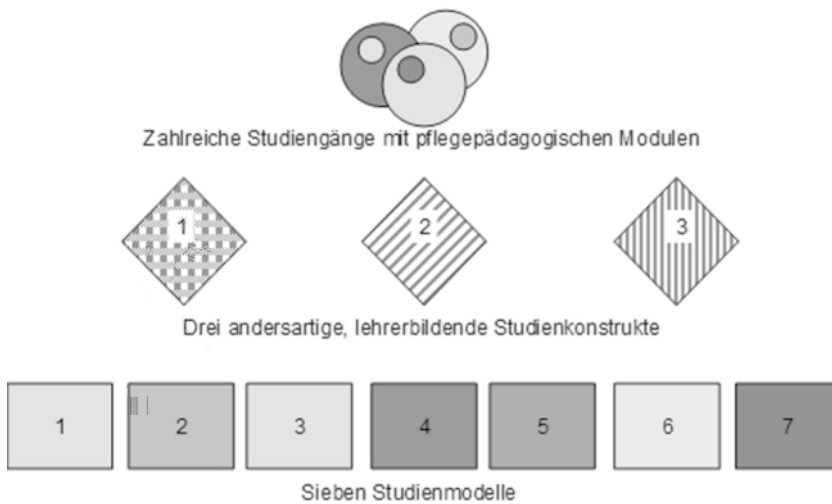 Zahlreiche Studiengänge mit pflegepädagogischen Modulen
1 2 3
Drei andersartige, lehrerbildende Studienkonstrukte
1 2 3 4 5 6 7
Sieben Studienmodelle